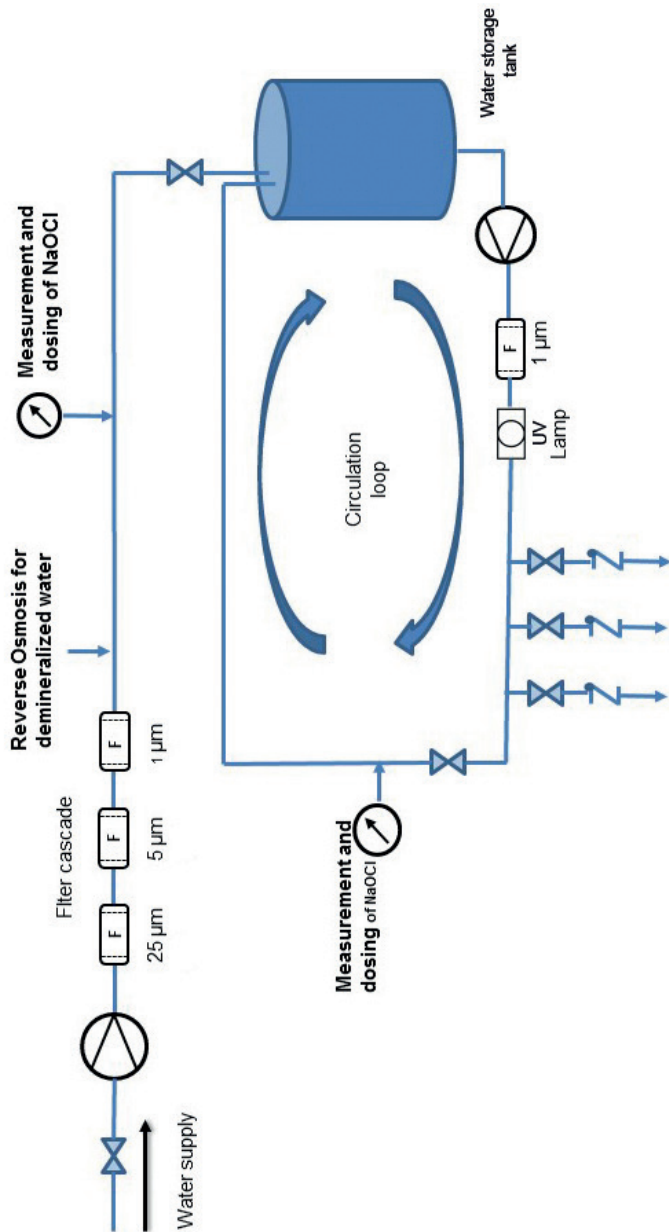 Water supply
25 µm
F
Flter cascade
5 µm
F
1 µm
F
Reverse Osmosis for
demineralized water
Measurement and
dosing of NaOCl
Water storage
tank
Circulation
loop
F
1 µm
UV
Lamp
Measurement and
dosing of NaOCl